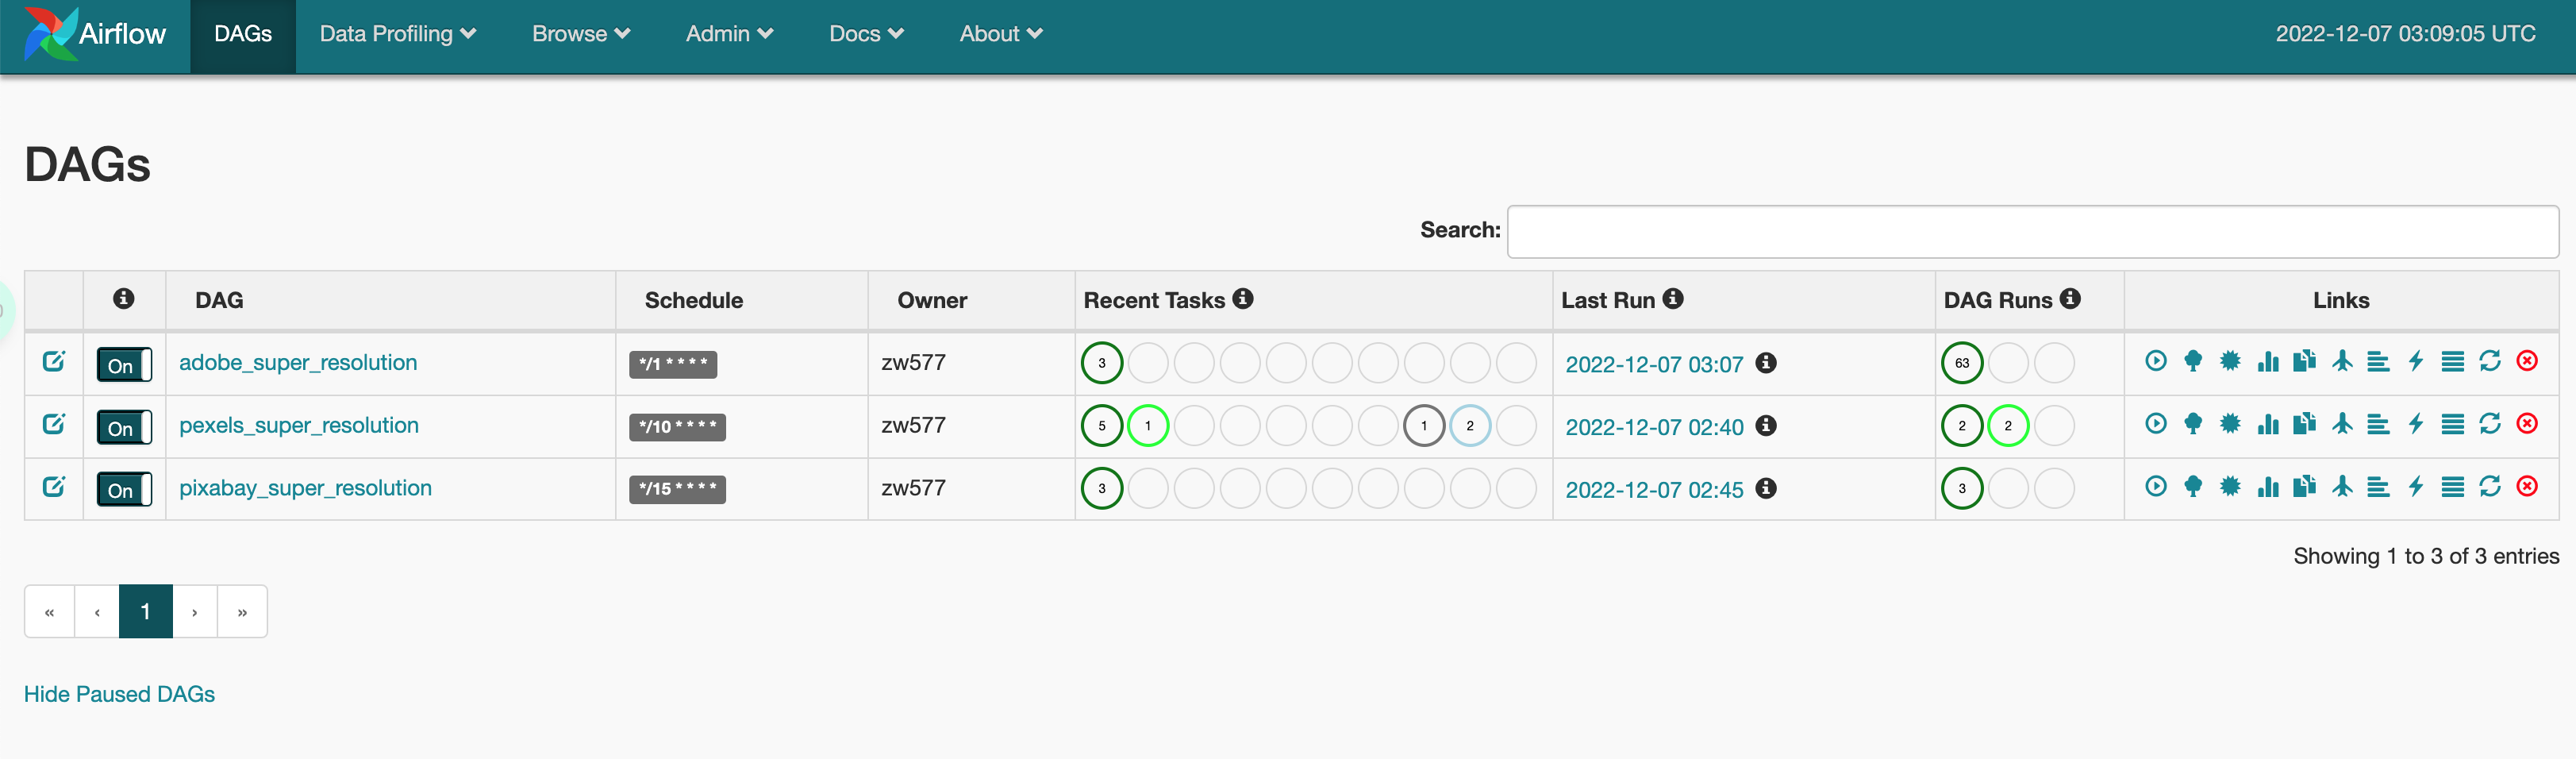 Airflow DAGs Data Profiling Browse Admin Docs About 2022-12-07 03:09:05 UTC
DAGs
Search:
DAG Schedule Owner Recent Tasks Last Run DAG Runs Links
On adobe_super_resolution */1 * * * * zw577 3 2022-12-07 03:07 63
On pexels_super_resolution */10 * * * * zw577 5 1 1 2 2022-12-07 02:40 2 2
On pixabay_super_resolution */15 * * * * zw577 3 2022-12-07 02:45 3
Showing 1 to 3 of 3 entries
« ‹ 1 › »
Hide Paused DAGs